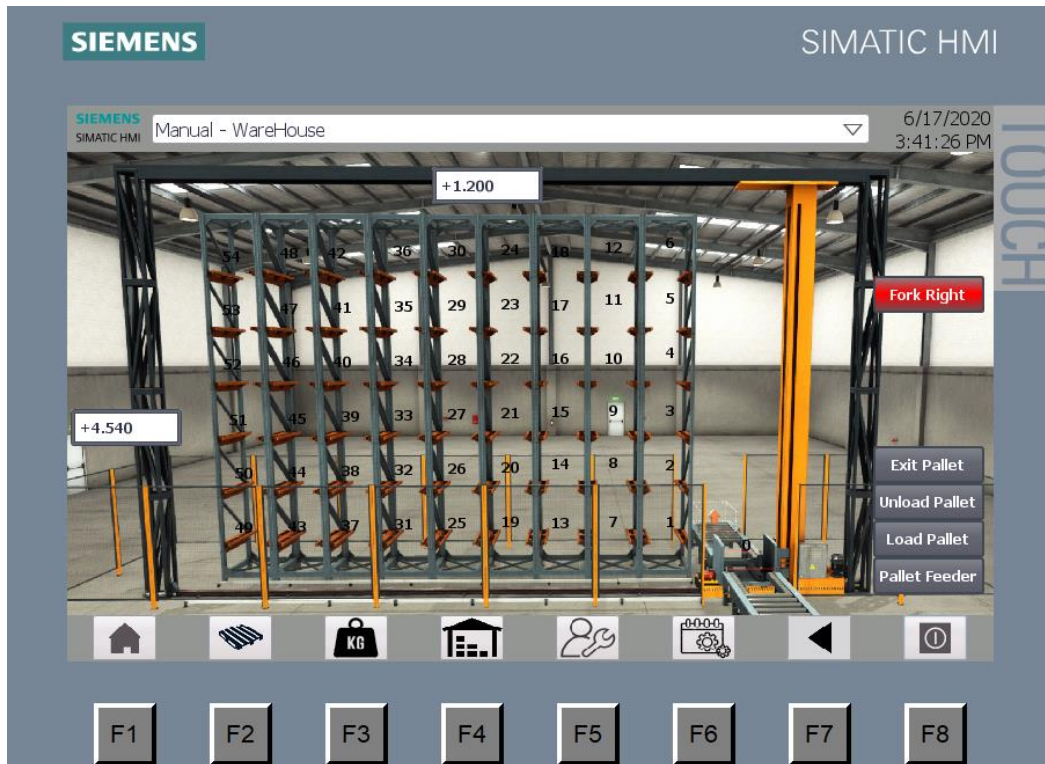 SIEMENS
SIMATIC HMI
TOUCH
SIEMENS
SIMATIC HMI
Manual - WareHouse
6/17/2020
3:41:26 PM
+1.200
54 48 42 36 30 24 18 12 6
Fork Right
53 47 41 35 29 23 17 11 5
52 46 40 34 28 22 16 10 4
+4.540
51 45 39 33 27 21 15 9 3
50 44 38 32 26 20 14 8 2
Exit Pallet
Unload Pallet
49 43 37 31 25 19 13 7 1
Load Pallet
0
Pallet Feeder
KG
F1 F2 F3 F4 F5 F6 F7 F8